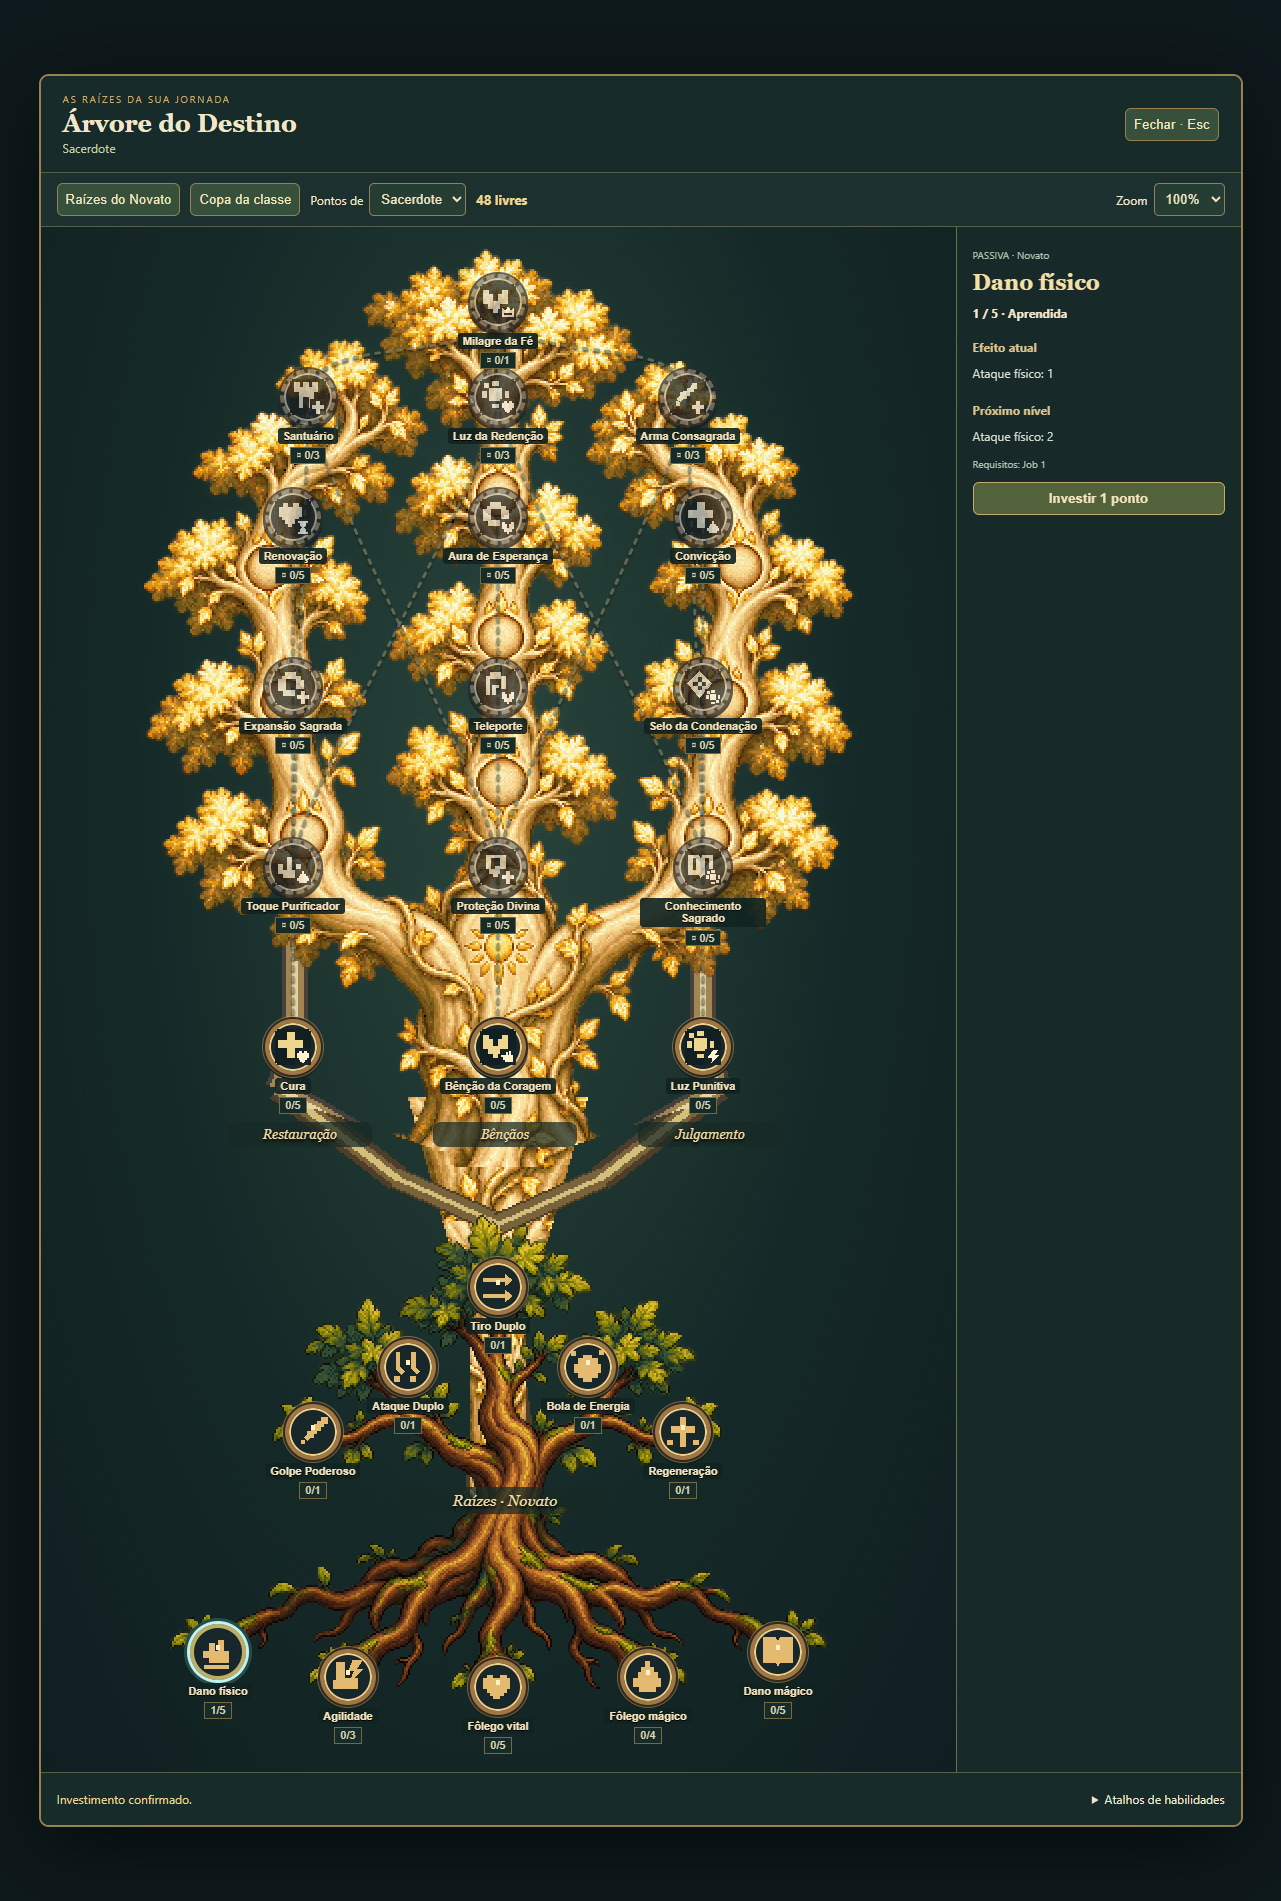 AS RAÍZES DA SUA JORNADA
Árvore do Destino
Sacerdote
Fechar · Esc
Raízes do Novato
Copa da classe
Pontos de
Sacerdote
48 livres
Zoom
100%
Milagre da Fé
¤ 0/1
Santuário
¤ 0/3
Luz da Redenção
¤ 0/3
Arma Consagrada
¤ 0/3
Renovação
¤ 0/5
Aura de Esperança
¤ 0/5
Convicção
¤ 0/5
Expansão Sagrada
¤ 0/5
Teleporte
¤ 0/5
Selo da Condenação
¤ 0/5
Toque Purificador
¤ 0/5
Proteção Divina
¤ 0/5
Conhecimento
Sagrado
¤ 0/5
Cura
0/5
Bênção da Coragem
0/5
Luz Punitiva
0/5
Restauração
Bênçãos
Julgamento
Tiro Duplo
0/1
Ataque Duplo
0/1
Bola de Energia
0/1
Golpe Poderoso
0/1
Regeneração
0/1
Raízes · Novato
Dano físico
1/5
Agilidade
0/3
Fôlego vital
0/5
Fôlego mágico
0/4
Dano mágico
0/5
PASSIVA · Novato
Dano físico
1 / 5 · Aprendida
Efeito atual
Ataque físico: 1
Próximo nível
Ataque físico: 2
Requisitos: Job 1
Investir 1 ponto
Investimento confirmado.
▶ Atalhos de habilidades